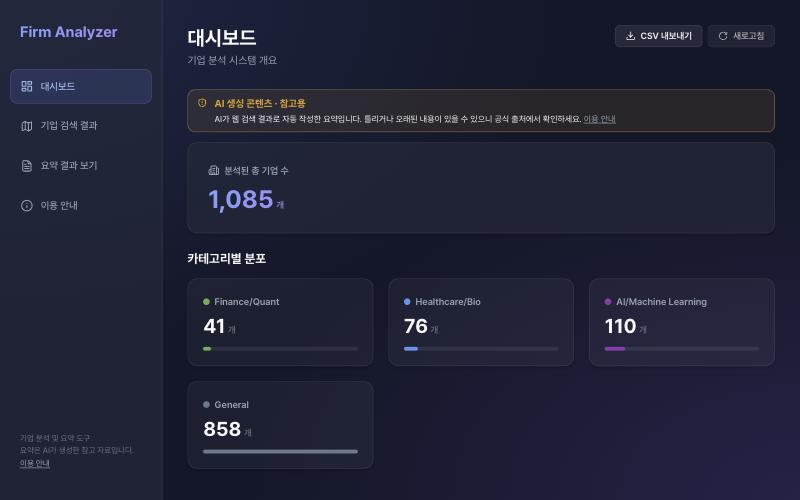 Firm Analyzer
대시보드
기업 검색 결과
요약 결과 보기
이용 안내
기업 분석 및 요약 도구
요약은 AI가 생성한 참고 자료입니다.
이용 안내
대시보드
기업 분석 시스템 개요
CSV 내보내기
새로고침
AI 생성 콘텐츠 · 참고용
AI가 웹 검색 결과로 자동 작성한 요약입니다. 틀리거나 오래된 내용이 있을 수 있으니 공식 출처에서 확인하세요. 이용 안내
분석된 총 기업 수
1,085 개
카테고리별 분포
Finance/Quant
41 개
Healthcare/Bio
76 개
AI/Machine Learning
110 개
General
858 개